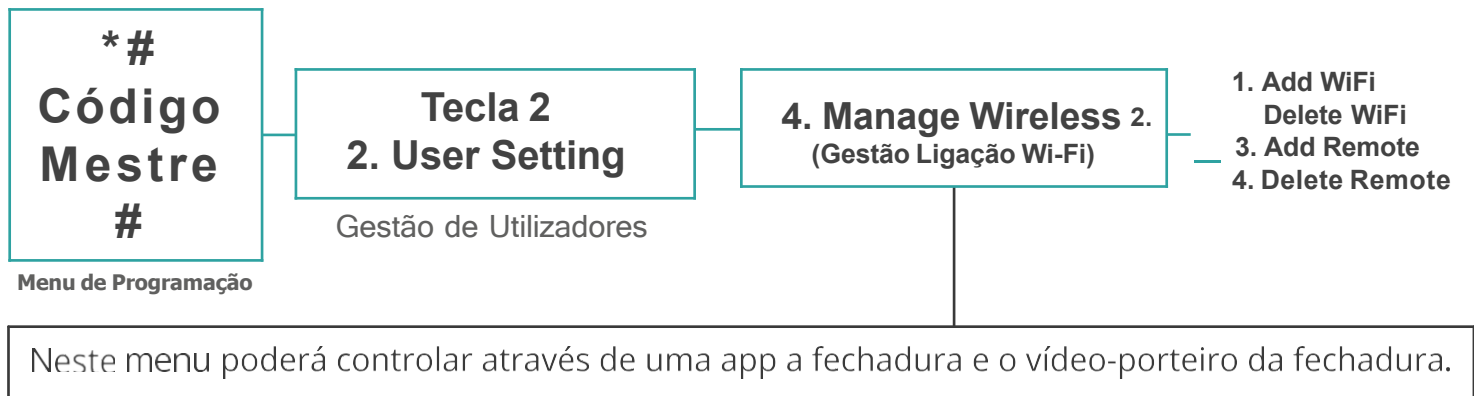 *#
Código
Mestre
#
Menu de Programação
Tecla 2
2. User Setting
Gestão de Utilizadores
4. Manage Wireless 2.
(Gestão Ligação Wi-Fi)
1. Add WiFi
Delete WiFi
3. Add Remote
4. Delete Remote
Neste menu poderá controlar através de uma app a fechadura e o vídeo-porteiro da fechadura.